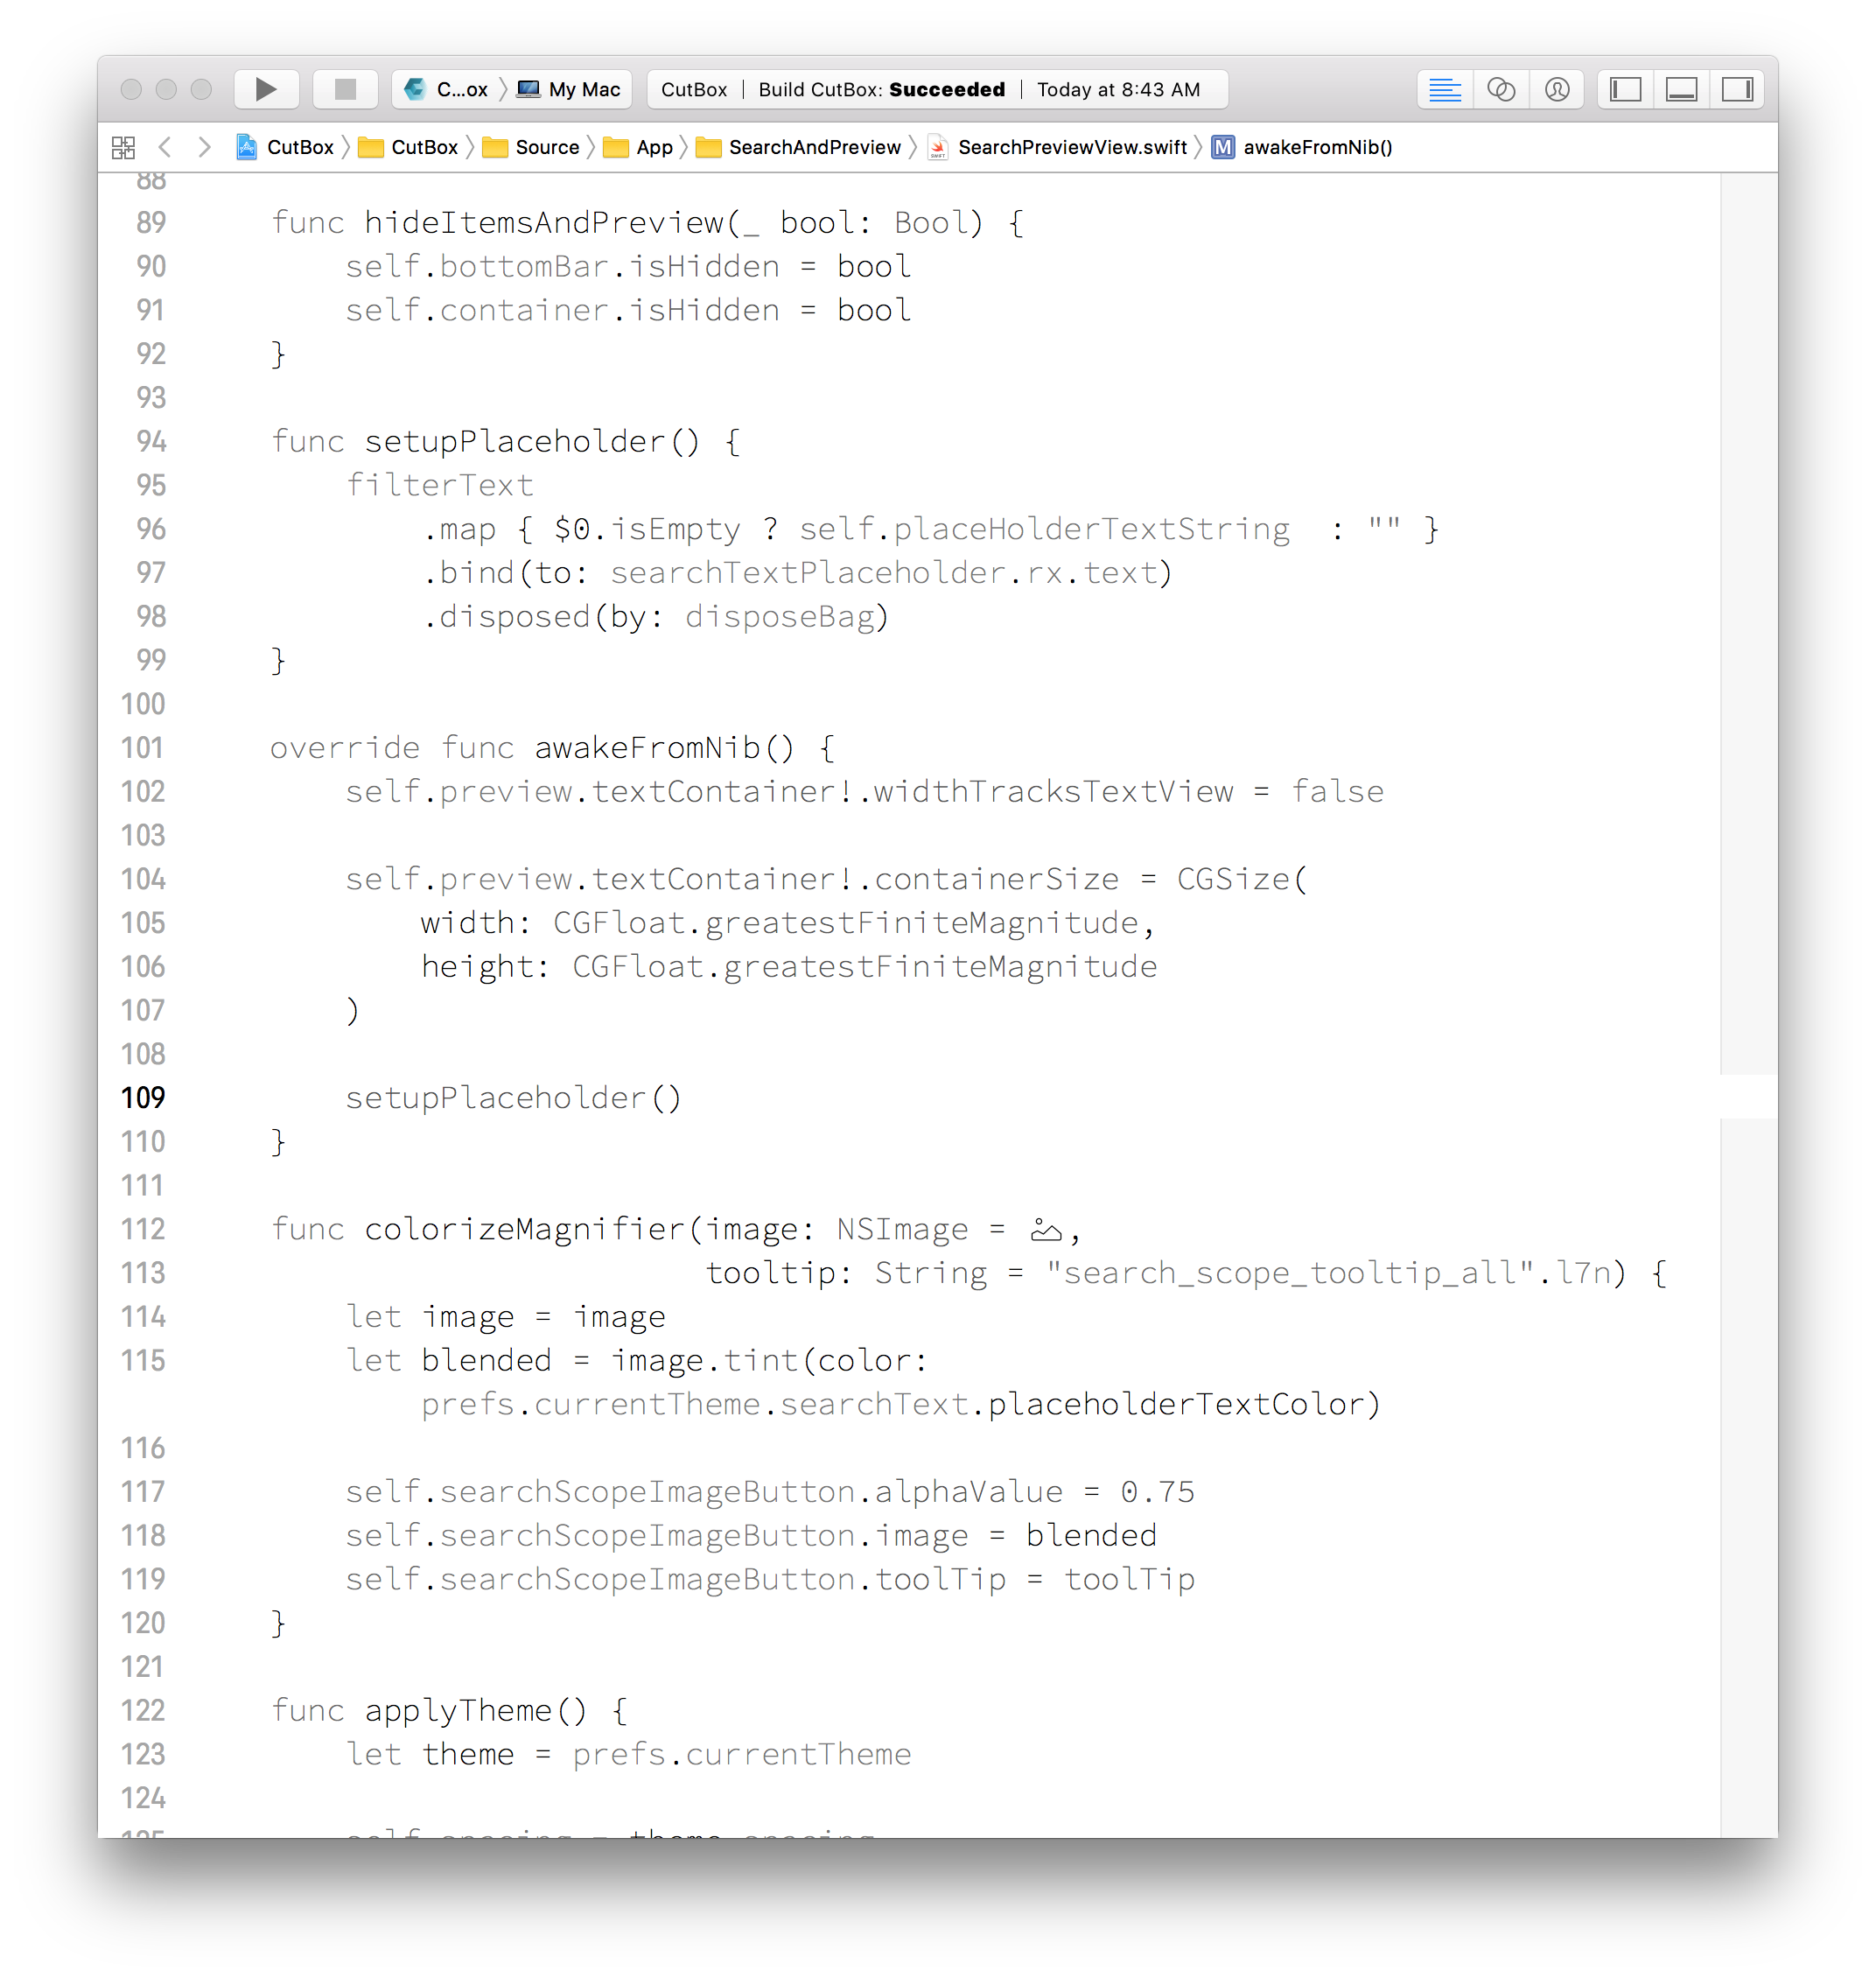 C...ox My Mac CutBox | Build CutBox: Succeeded | Today at 8:43 AM
CutBox CutBox Source App SearchAndPreview SearchPreviewView.swift M awakeFromNib()
88
89 func hideItemsAndPreview(_ bool: Bool) {
90 self.bottomBar.isHidden = bool
91 self.container.isHidden = bool
92 }
93
94 func setupPlaceholder() {
95 filterText
96 .map { $0.isEmpty ? self.placeHolderTextString  : "" }
97 .bind(to: searchTextPlaceholder.rx.text)
98 .disposed(by: disposeBag)
99 }
100
101 override func awakeFromNib() {
102 self.preview.textContainer!.widthTracksTextView = false
103
104 self.preview.textContainer!.containerSize = CGSize(
105 width: CGFloat.greatestFiniteMagnitude,
106 height: CGFloat.greatestFiniteMagnitude
107 )
108
109 setupPlaceholder()
110 }
111
112 func colorizeMagnifier(image: NSImage = ,
113 tooltip: String = "search_scope_tooltip_all".l7n) {
114 let image = image
115 let blended = image.tint(color:
prefs.currentTheme.searchText.placeholderTextColor)
116
117 self.searchScopeImageButton.alphaValue = 0.75
118 self.searchScopeImageButton.image = blended
119 self.searchScopeImageButton.toolTip = toolTip
120 }
121
122 func applyTheme() {
123 let theme = prefs.currentTheme
124
125 self.spacing = theme.spacing